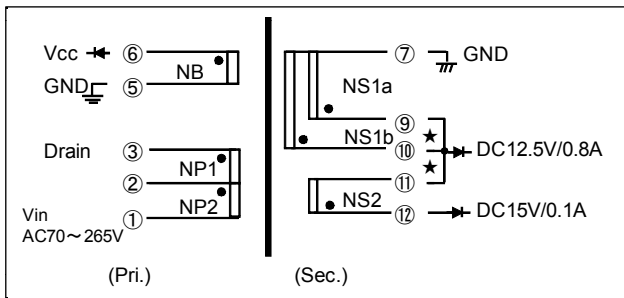 Vcc ⑥ NB ⑦ GND
GND ⑤ NS1a
⑨ ★
Drain ③ NP1 NS1b ⑩ DC12.5V/0.8A
★
② NP2 ⑪
NS2
Vin ① ⑫ DC15V/0.1A
AC70～265V
(Pri.) (Sec.)